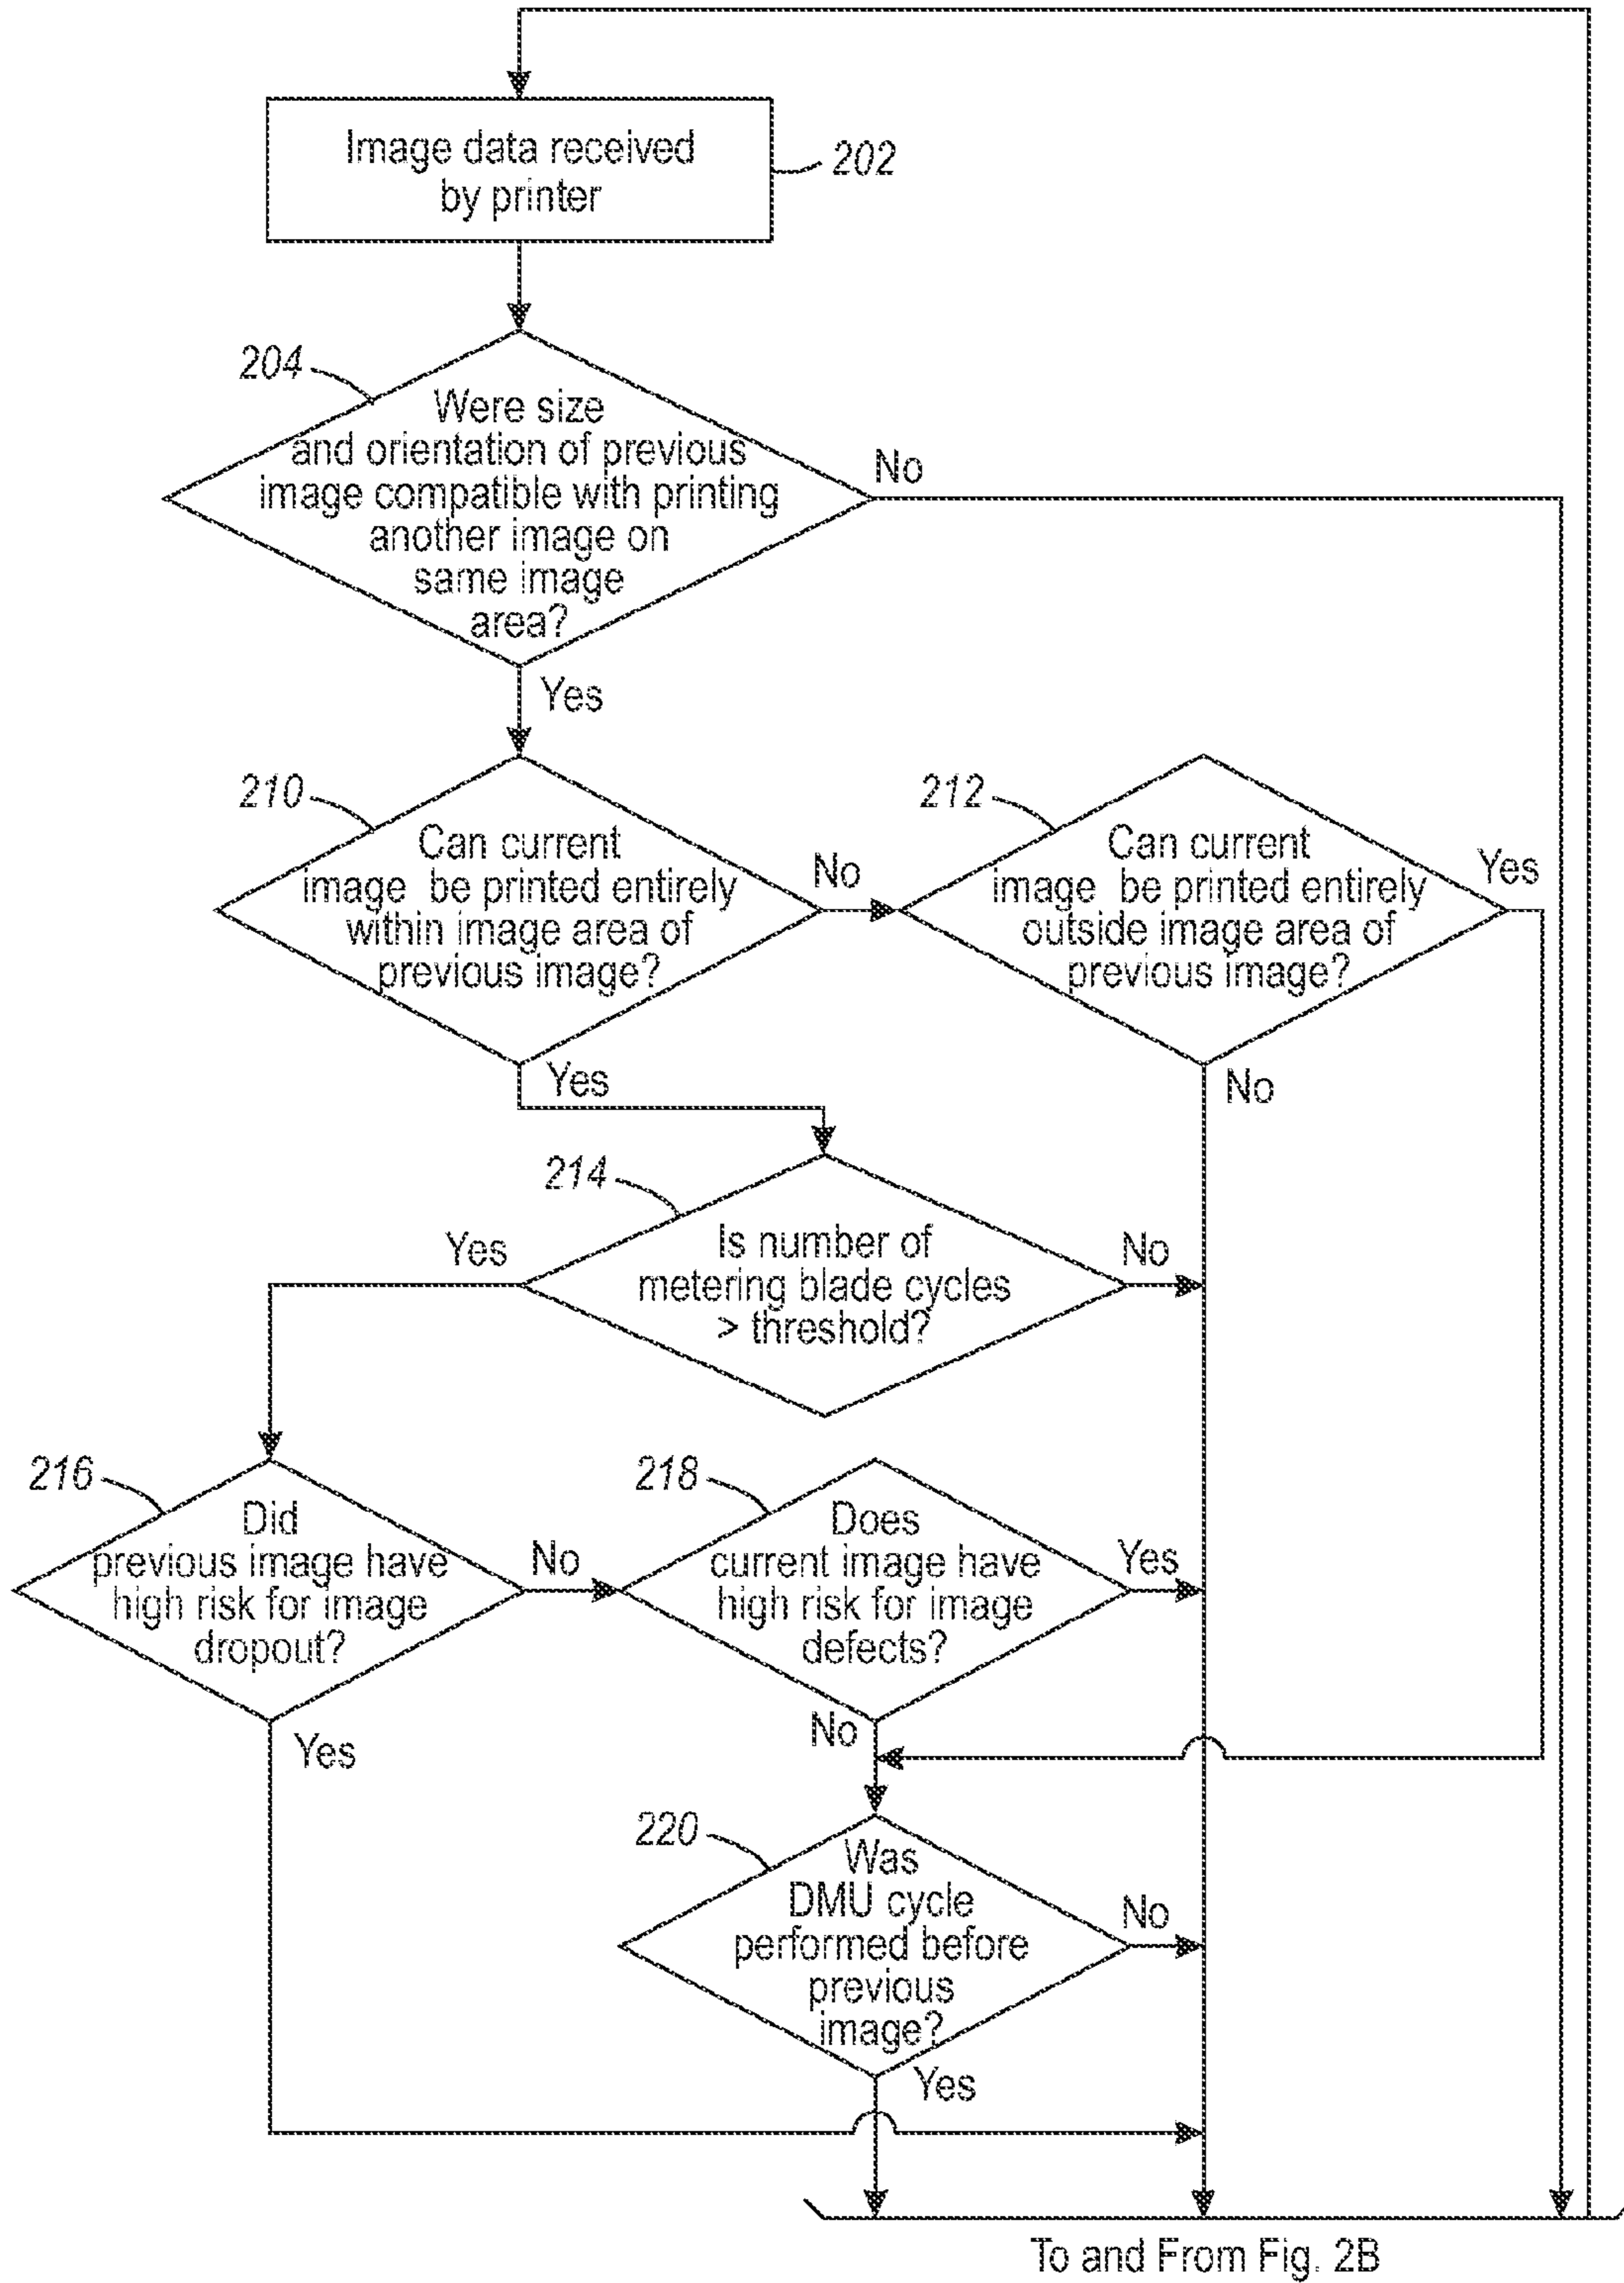 Image data received
by printer
202
204
Were size
and orientation of previous
image compatible with printing
another image on
same image
area?
No
Yes
210
Can current
image be printed entirely
within image area of
previous image?
No
212
Can current
image be printed entirely
outside image area of
previous image?
Yes
Yes
No
214
Is number of
metering blade cycles
> threshold?
Yes
No
216
Did
previous image have
high risk for image
dropout?
No
218
Does
current image have
high risk for image
defects?
Yes
Yes
No
220
Was
DMU cycle
performed before
previous
image?
No
Yes
To and From Fig. 2B